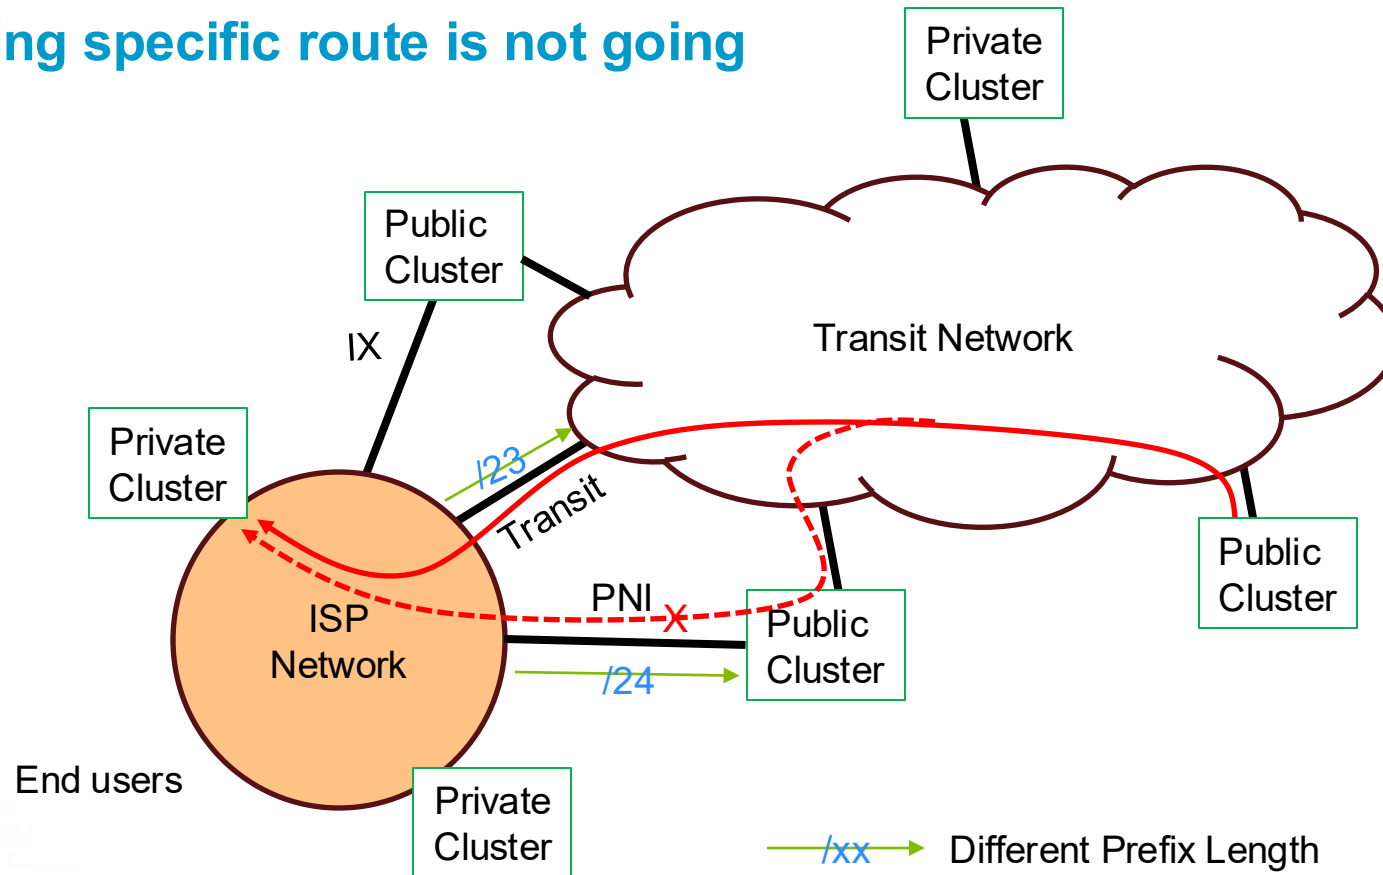 ing specific route is not going
Private
Cluster
Public
Cluster
IX
Transit Network
Private
Cluster
/23
Transit
PNI
X
Public
Cluster
Public
Cluster
ISP
Network
/24
End users
Private
Cluster
/xx Different Prefix Length